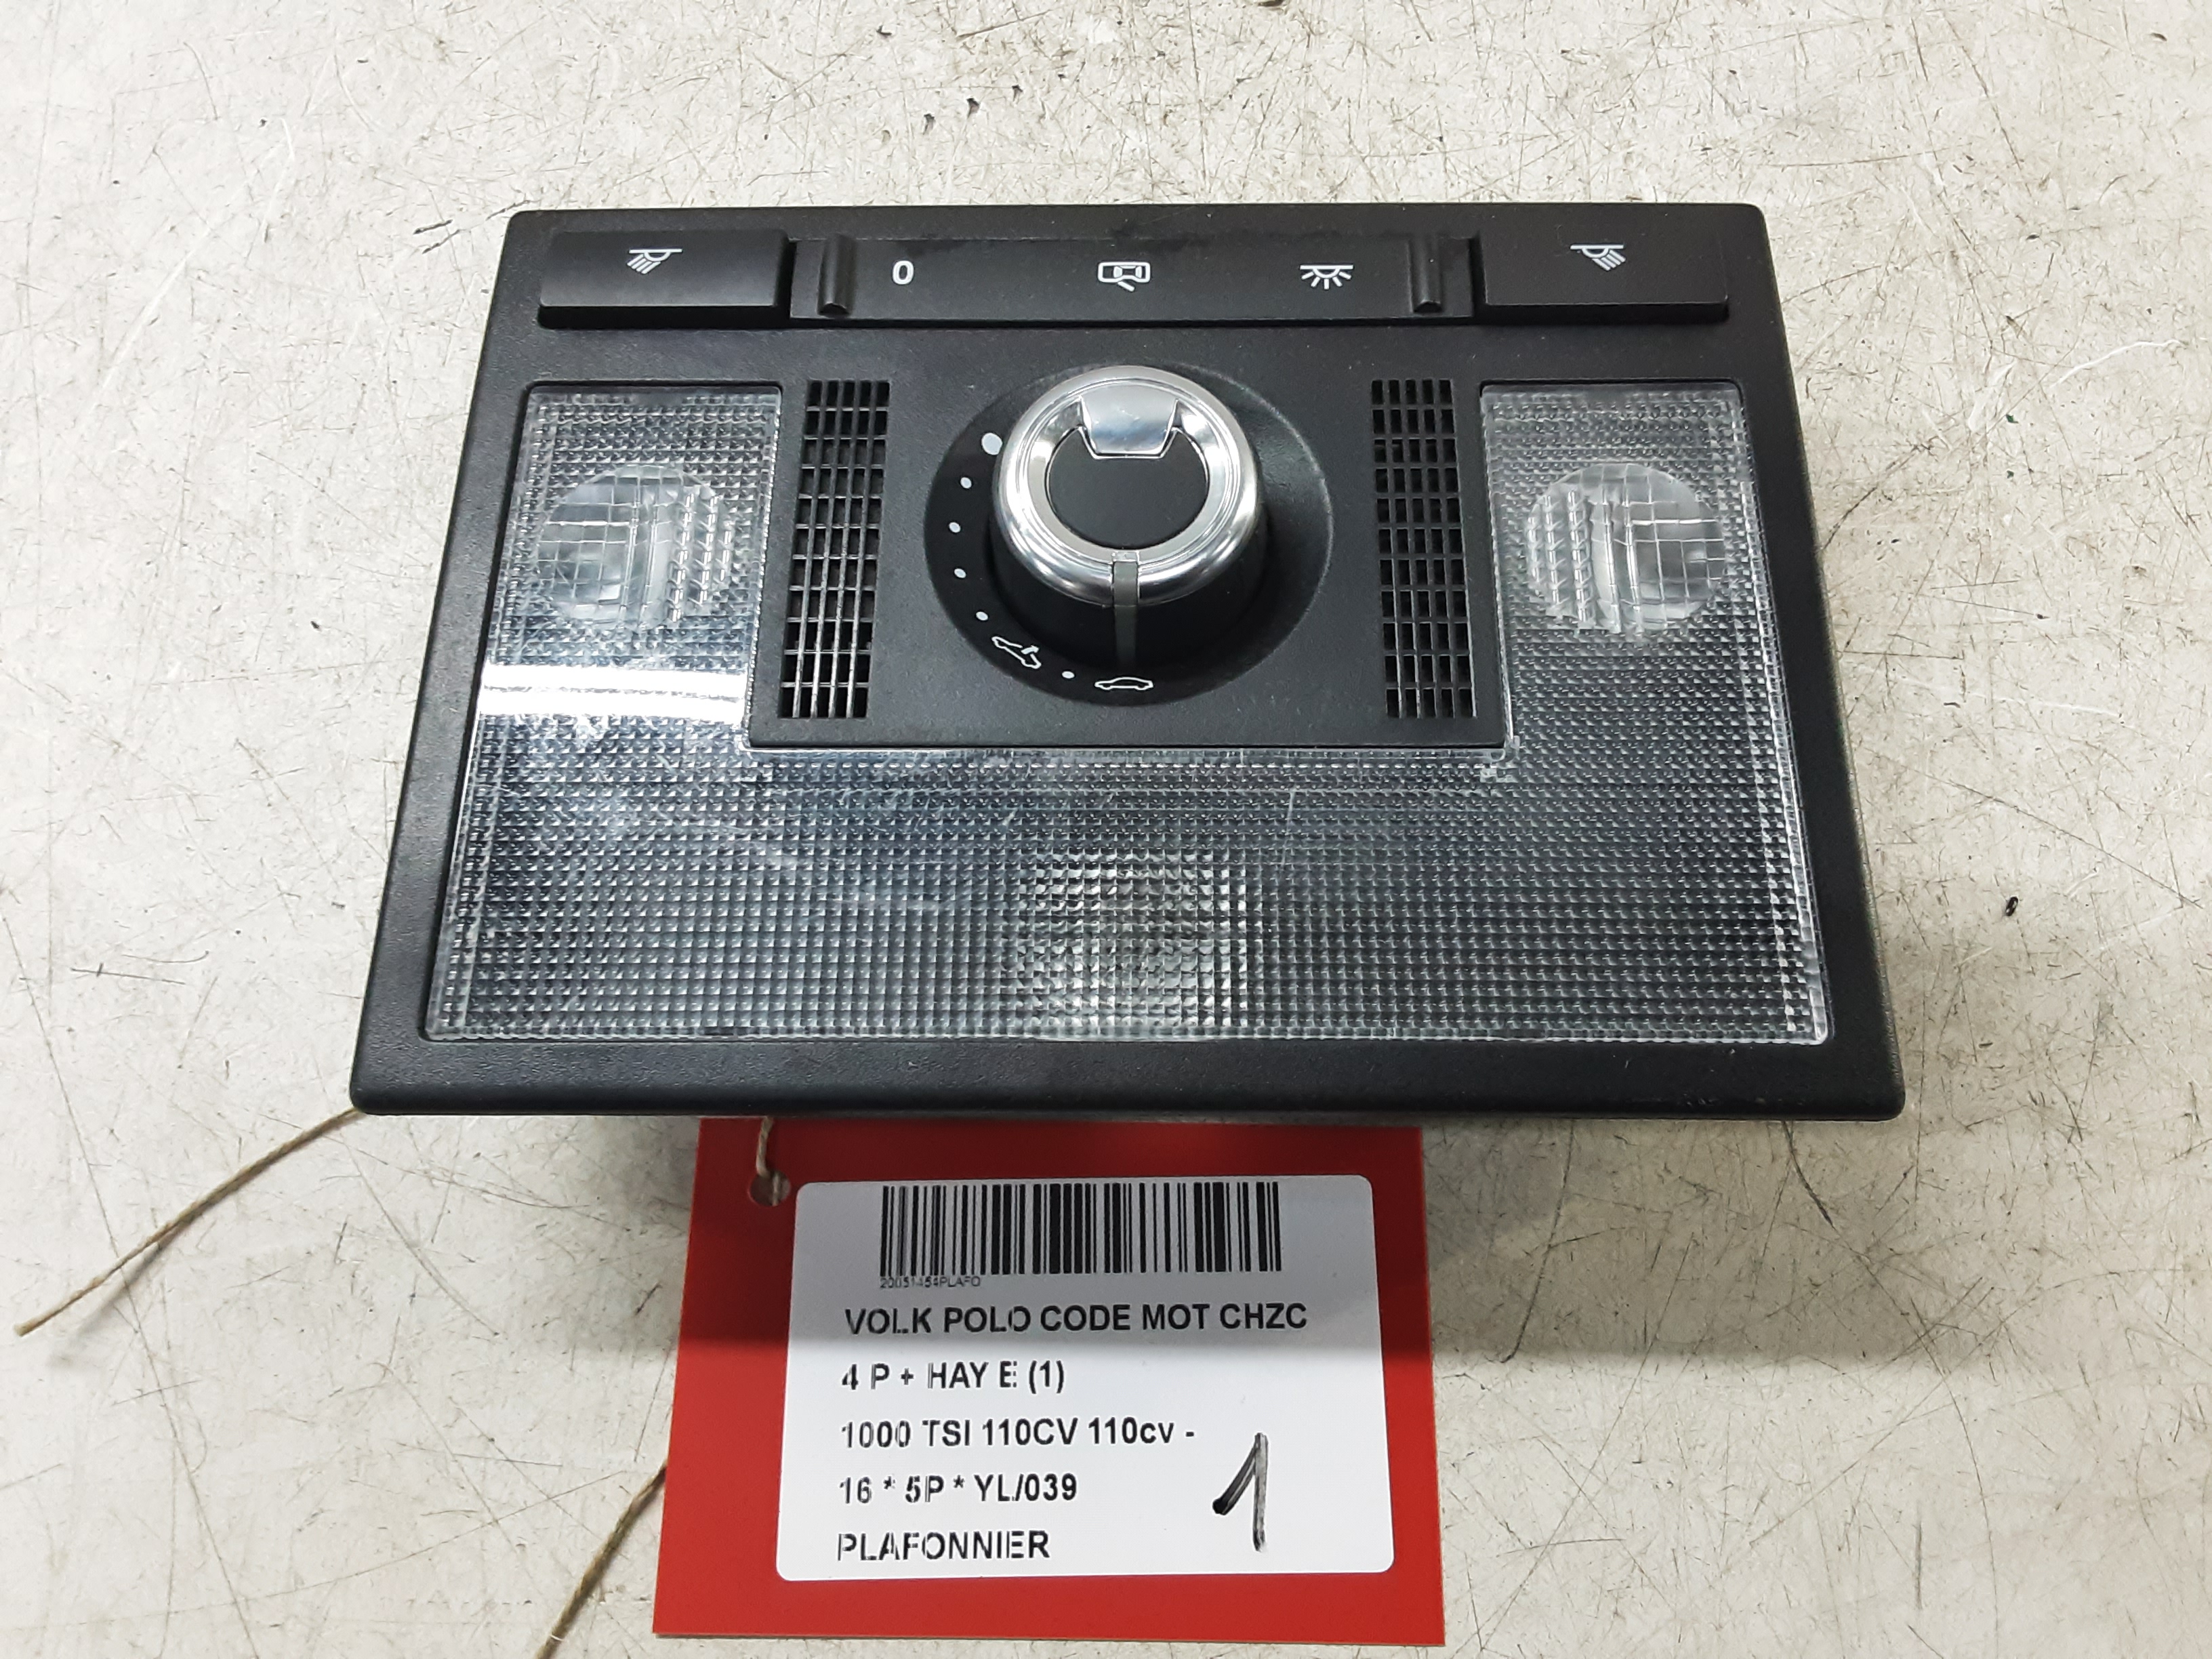 0
20051454PLAFO
VOLK POLO CODE MOT CHZC
4 P + HAY E (1)
1000 TSI 110CV 110cv -
16 * 5P * YL/039
PLAFONNIER
1